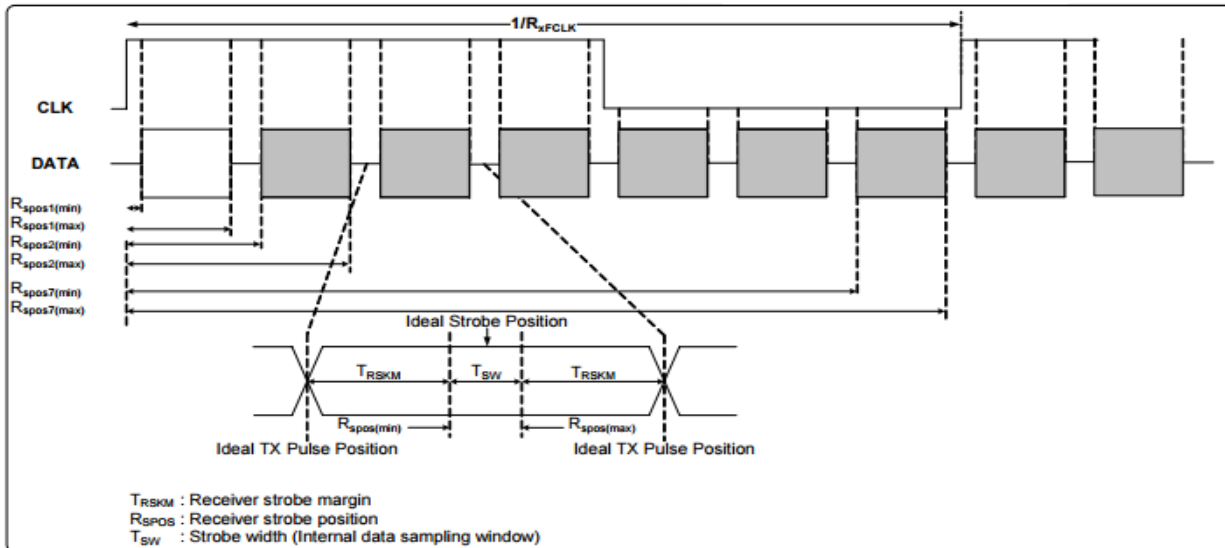 1/RxFCLK
CLK
DATA
Rspos1(min)
Rspos1(max)
Rspos2(min)
Rspos2(max)
Rspos7(min)
Rspos7(max)
Ideal Strobe Position
TRSKM TSW TRSKM
Rspos(min) Rspos(max)
Ideal TX Pulse Position Ideal TX Pulse Position
TRSKM : Receiver strobe margin
RSPOS : Receiver strobe position
TSW : Strobe width (Internal data sampling window)